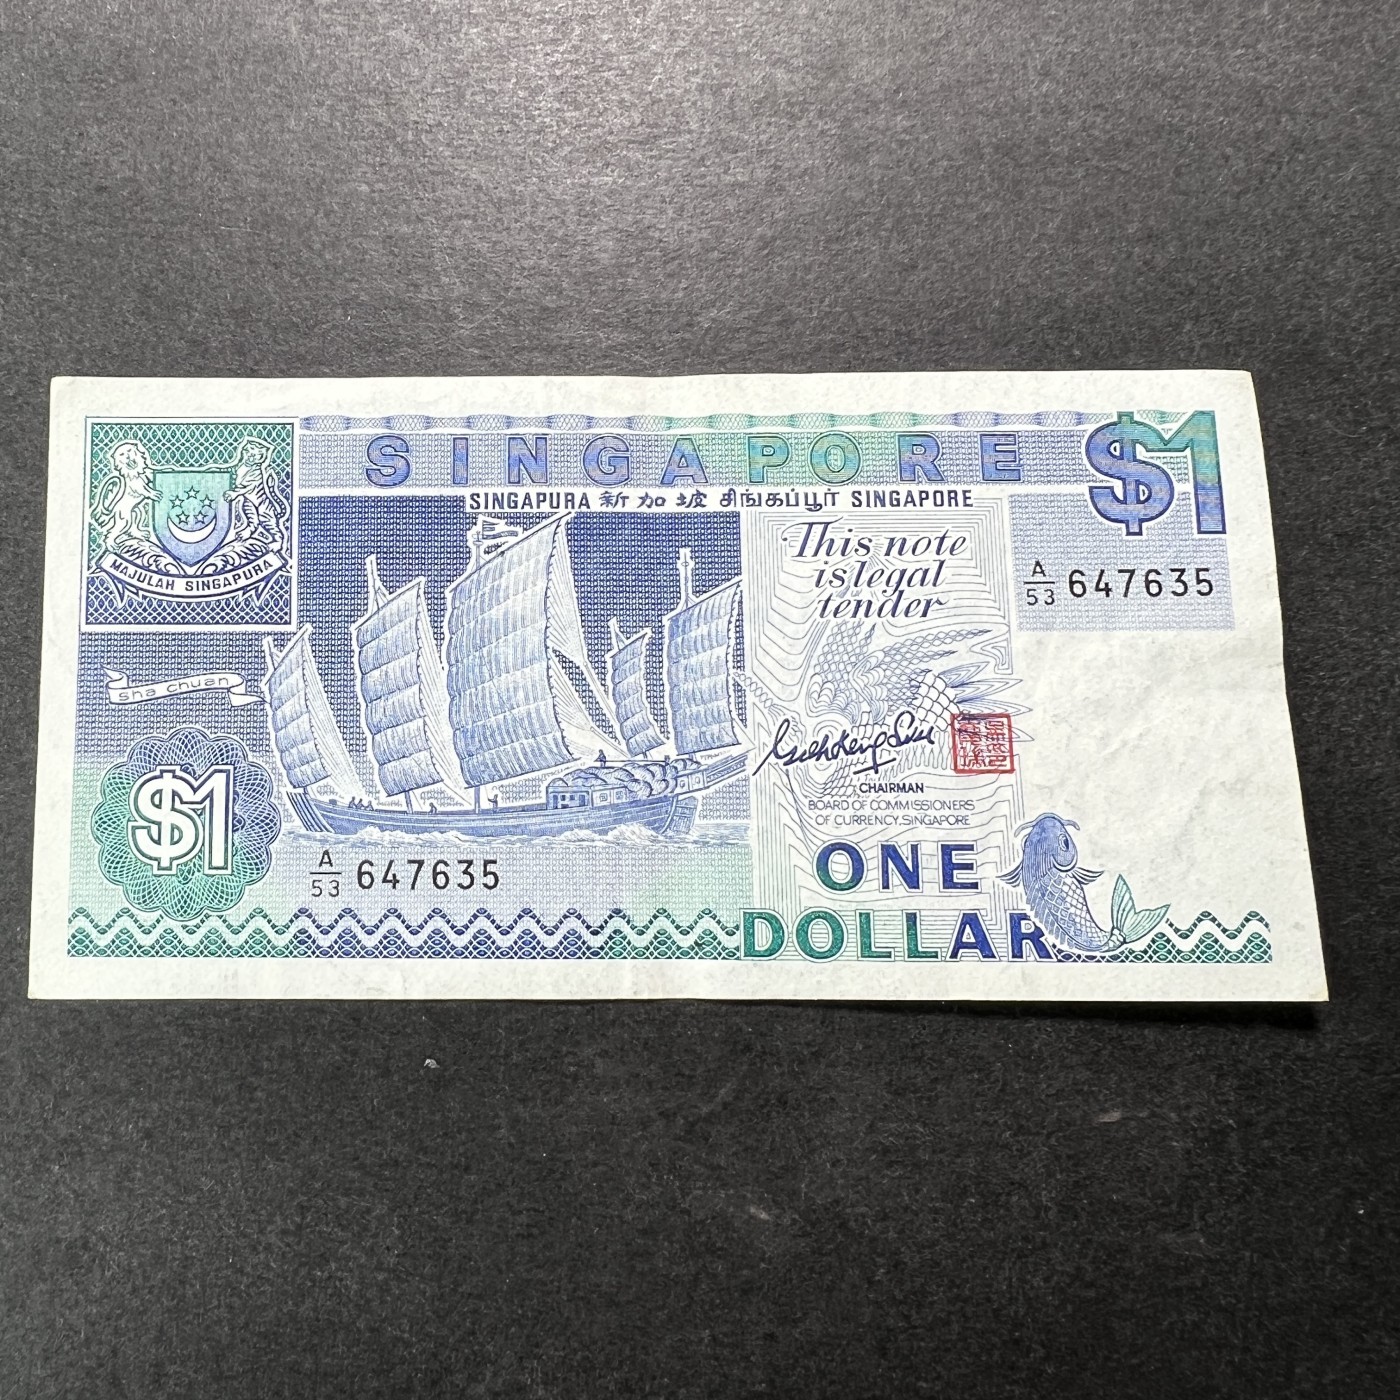 SINGAPORE
$1
SINGAPURA 新加坡 சிங்கப்பூர் SINGAPORE
MAJULAH SINGAPURA
This note
is legal
tender
A/53 647635
sha chuan
$1
CHAIRMAN
BOARD OF COMMISSIONERS
OF CURRENCY, SINGAPORE
A/53 647635
ONE
DOLLAR